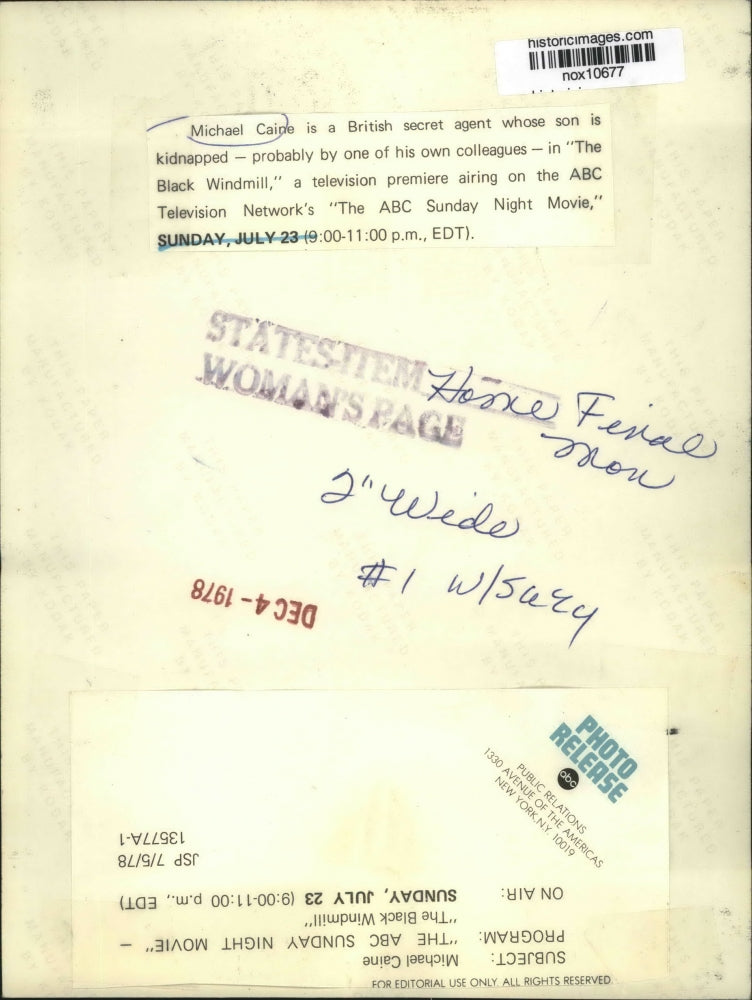 historicimages.com
nox10677
Michael Caine is a British secret agent whose son is
kidnapped — probably by one of his own colleagues — in "The
Black Windmill," a television premiere airing on the ABC
Television Network's "The ABC Sunday Night Movie,"
SUNDAY, JULY 23 (9:00-11:00 p.m., EDT).
STATES-ITEM
WOMAN'S PAGE
Home Final
Mon
2" Wide
#1 W/
DEC 4 - 1978
PHOTO
RELEASE
abc
PUBLIC RELATIONS
1330 AVENUE OF THE AMERICAS
NEW YORK, N.Y. 10019
FOR EDITORIAL USE ONLY. ALL RIGHTS RESERVED.
SUBJECT: Michael Caine
PROGRAM: "THE ABC SUNDAY NIGHT MOVIE" —
"The Black Windmill"
ON AIR: SUNDAY, JULY 23 (9:00-11:00 p.m., EDT)
JSP 7/5/78
13577A-1